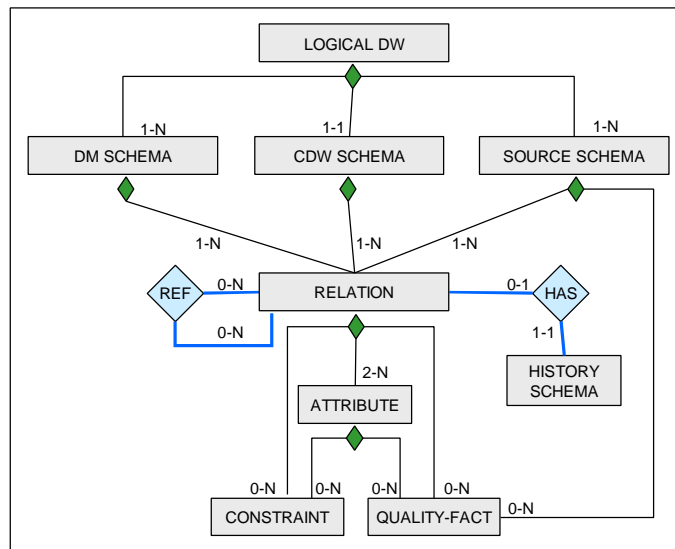 LOGICAL DW
1-N
1-1
1-N
DM SCHEMA
CDW SCHEMA
SOURCE SCHEMA
1-N
1-N
1-N
REF
0-N
RELATION
0-1
HAS
0-N
1-1
2-N
HISTORY
SCHEMA
ATTRIBUTE
0-N
0-N
0-N
0-N
CONSTRAINT
QUALITY-FACT
0-N